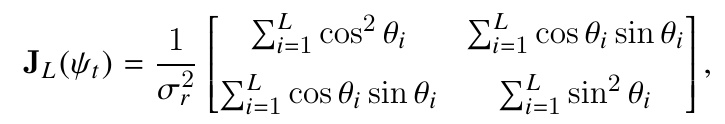 \mathbf{J}_L(\psi_t) = \frac{1}{\sigma_r^2} \begin{bmatrix} \sum_{i=1}^{L} \cos^2 \theta_i & \sum_{i=1}^{L} \cos \theta_i \sin \theta_i \\ \sum_{i=1}^{L} \cos \theta_i \sin \theta_i & \sum_{i=1}^{L} \sin^2 \theta_i \end{bmatrix},